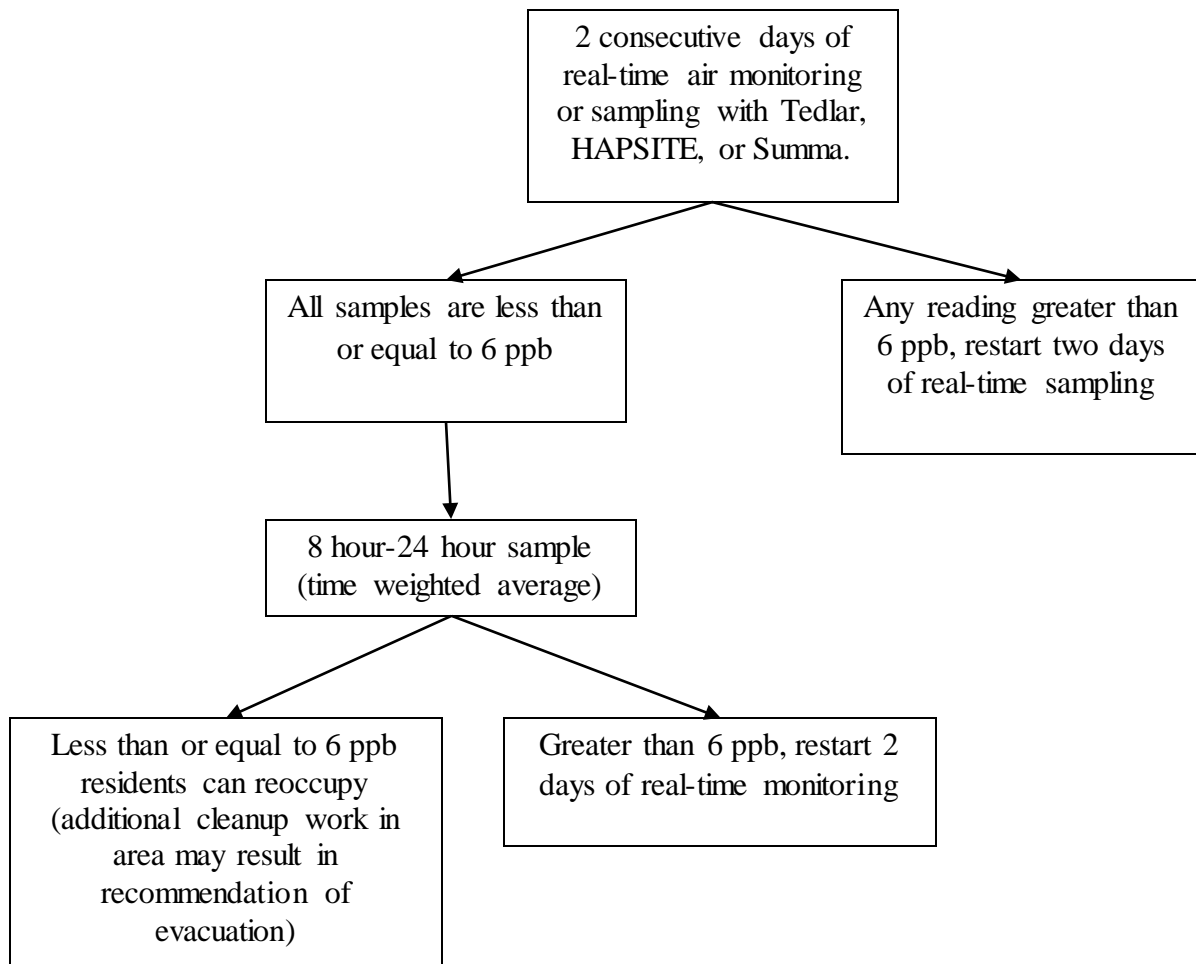 2 consecutive days of
real-time air monitoring
or sampling with Tedlar,
HAPSITE, or Summa.
All samples are less than
or equal to 6 ppb
Any reading greater than
6 ppb, restart two days
of real-time sampling
8 hour-24 hour sample
(time weighted average)
Less than or equal to 6 ppb
residents can reoccupy
(additional cleanup work in
area may result in
recommendation of
evacuation)
Greater than 6 ppb, restart 2
days of real-time monitoring